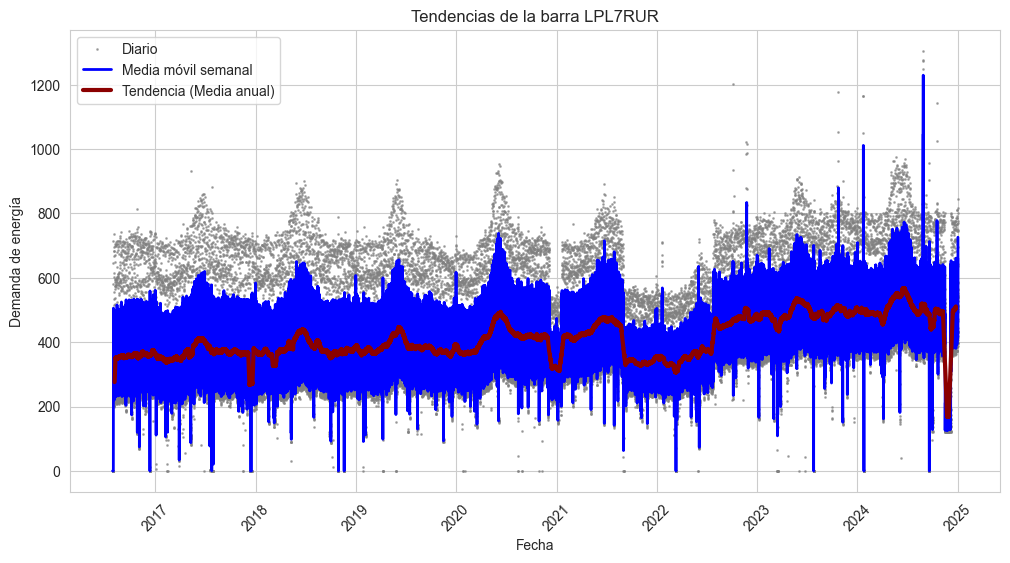 Tendencias de la barra LPL7RUR
Diario
Media móvil semanal
Tendencia (Media anual)
Demanda de energía
1200
1000
800
600
400
200
0
2017
2018
2019
2020
2021
2022
2023
2024
2025
Fecha